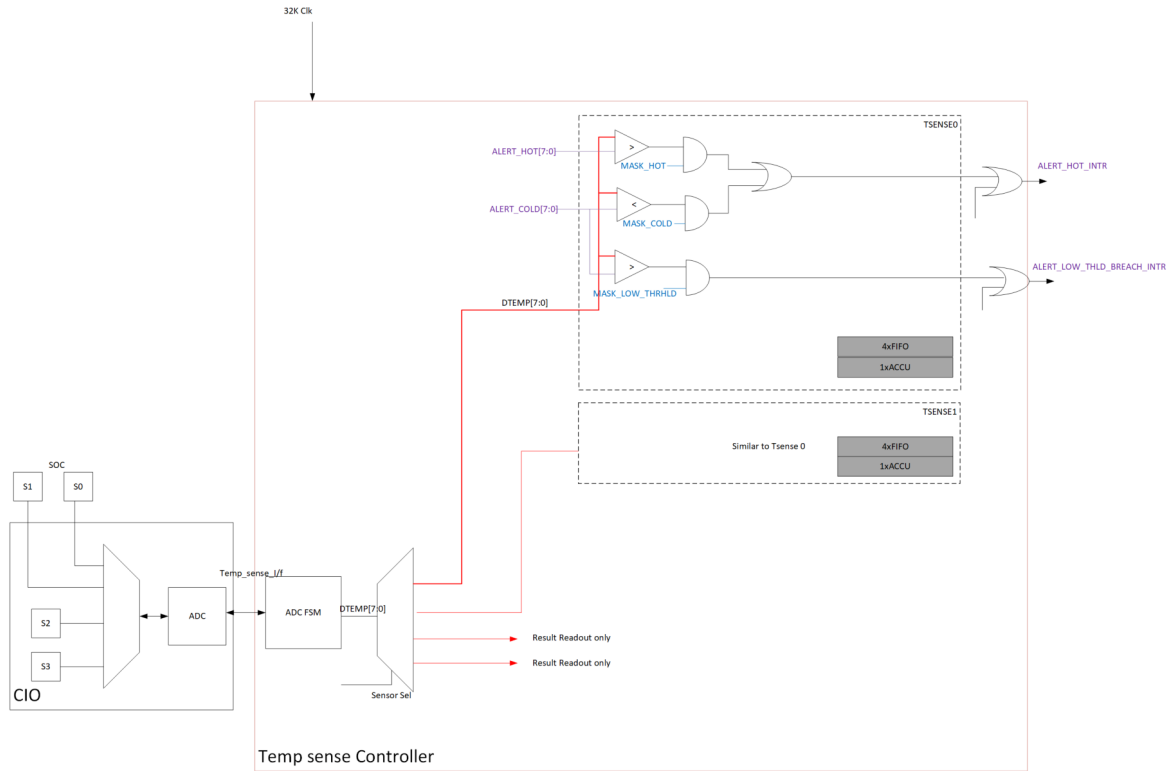 32K Clk
TSENSE0
ALERT_HOT[7:0]
>
MASK_HOT
ALERT_HOT_INTR
ALERT_COLD[7:0]
<
MASK_COLD
>
ALERT_LOW_THLD_BREACH_INTR
MASK_LOW_THRHLD
DTEMP[7:0]
4xFIFO
1xACCU
TSENSE1
Similar to Tsense 0
4xFIFO
1xACCU
SOC
S1
S0
Temp_sense_I/f
ADC
ADC FSM
DTEMP[7:0]
S2
Result Readout only
S3
Result Readout only
CIO
Sensor Sel
Temp sense Controller